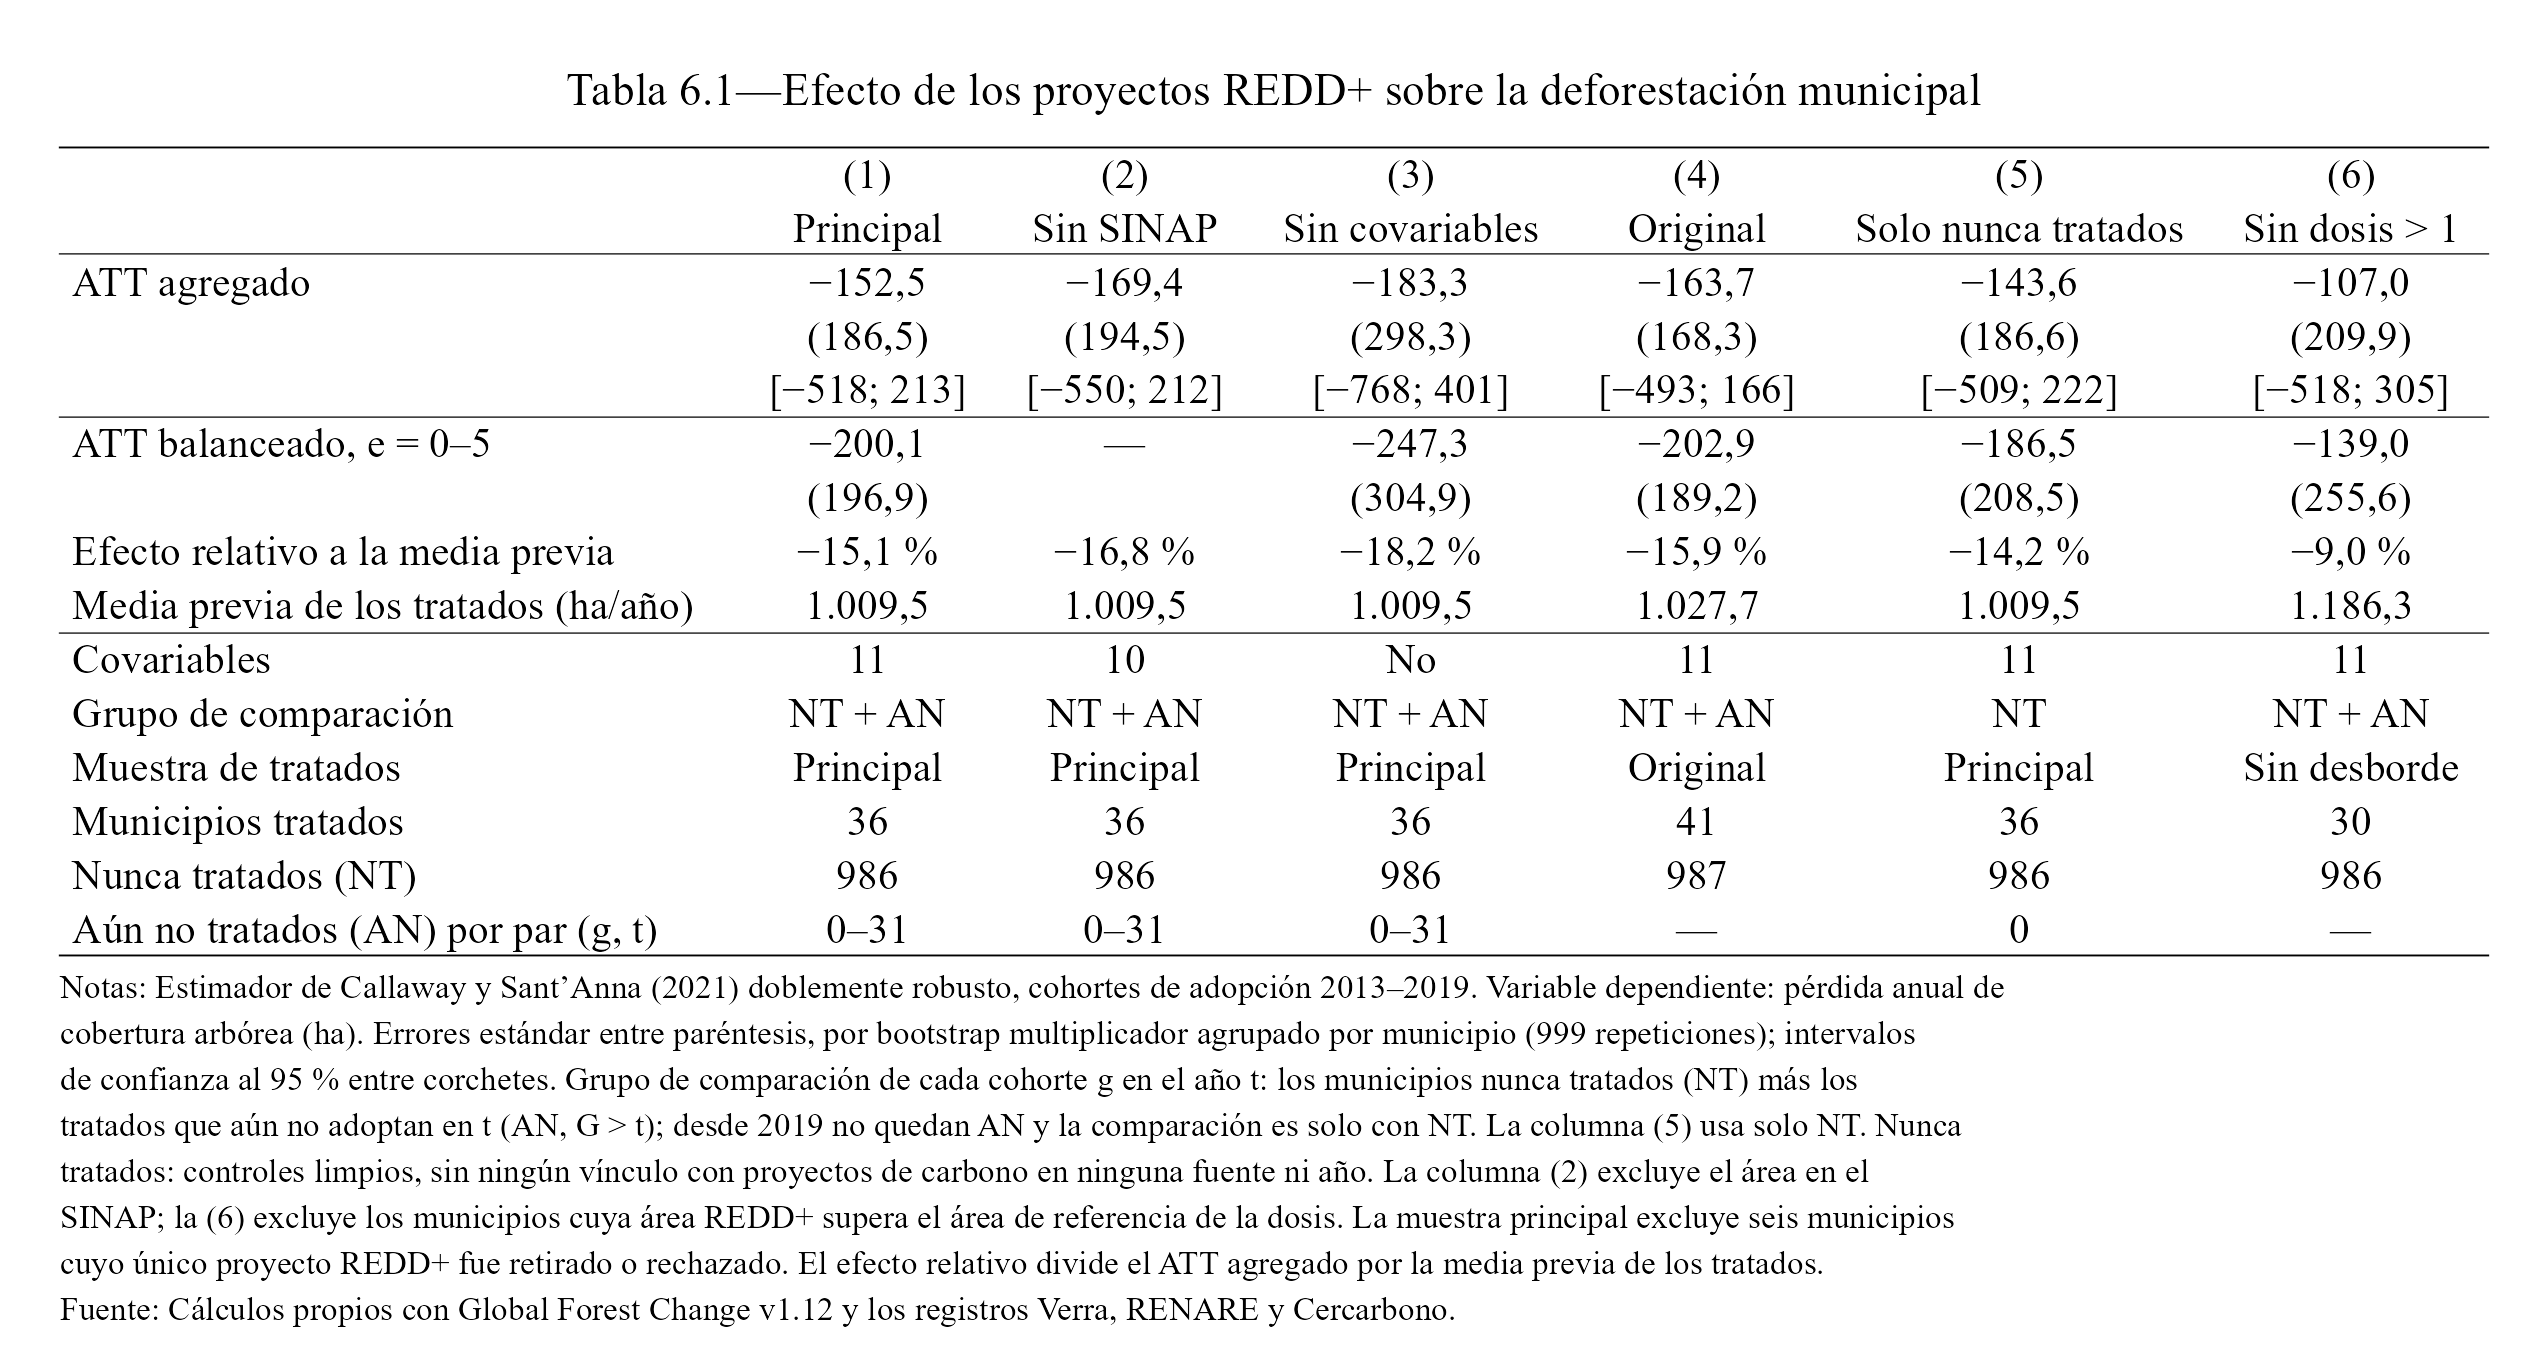 Tabla 6.1—Efecto de los proyectos REDD+ sobre la deforestación municipal
(1) (2) (3) (4) (5) (6)
Principal Sin SINAP Sin covariables Original Solo nunca tratados Sin dosis > 1
ATT agregado −152,5 −169,4 −183,3 −163,7 −143,6 −107,0
(186,5) (194,5) (298,3) (168,3) (186,6) (209,9)
[−518; 213] [−550; 212] [−768; 401] [−493; 166] [−509; 222] [−518; 305]
ATT balanceado, e = 0–5 −200,1 — −247,3 −202,9 −186,5 −139,0
(196,9) (304,9) (189,2) (208,5) (255,6)
Efecto relativo a la media previa −15,1 % −16,8 % −18,2 % −15,9 % −14,2 % −9,0 %
Media previa de los tratados (ha/año) 1.009,5 1.009,5 1.009,5 1.027,7 1.009,5 1.186,3
Covariables 11 10 No 11 11 11
Grupo de comparación NT + AN NT + AN NT + AN NT + AN NT NT + AN
Muestra de tratados Principal Principal Principal Original Principal Sin desborde
Municipios tratados 36 36 36 41 36 30
Nunca tratados (NT) 986 986 986 987 986 986
Aún no tratados (AN) por par (g, t) 0–31 0–31 0–31 — 0 —
Notas: Estimador de Callaway y Sant’Anna (2021) doblemente robusto, cohortes de adopción 2013–2019. Variable dependiente: pérdida anual de
cobertura arbórea (ha). Errores estándar entre paréntesis, por bootstrap multiplicador agrupado por municipio (999 repeticiones); intervalos
de confianza al 95 % entre corchetes. Grupo de comparación de cada cohorte g en el año t: los municipios nunca tratados (NT) más los
tratados que aún no adoptan en t (AN, G > t); desde 2019 no quedan AN y la comparación es solo con NT. La columna (5) usa solo NT. Nunca
tratados: controles limpios, sin ningún vínculo con proyectos de carbono en ninguna fuente ni año. La columna (2) excluye el área en el
SINAP; la (6) excluye los municipios cuya área REDD+ supera el área de referencia de la dosis. La muestra principal excluye seis municipios
cuyo único proyecto REDD+ fue retirado o rechazado. El efecto relativo divide el ATT agregado por la media previa de los tratados.
Fuente: Cálculos propios con Global Forest Change v1.12 y los registros Verra, RENARE y Cercarbono.